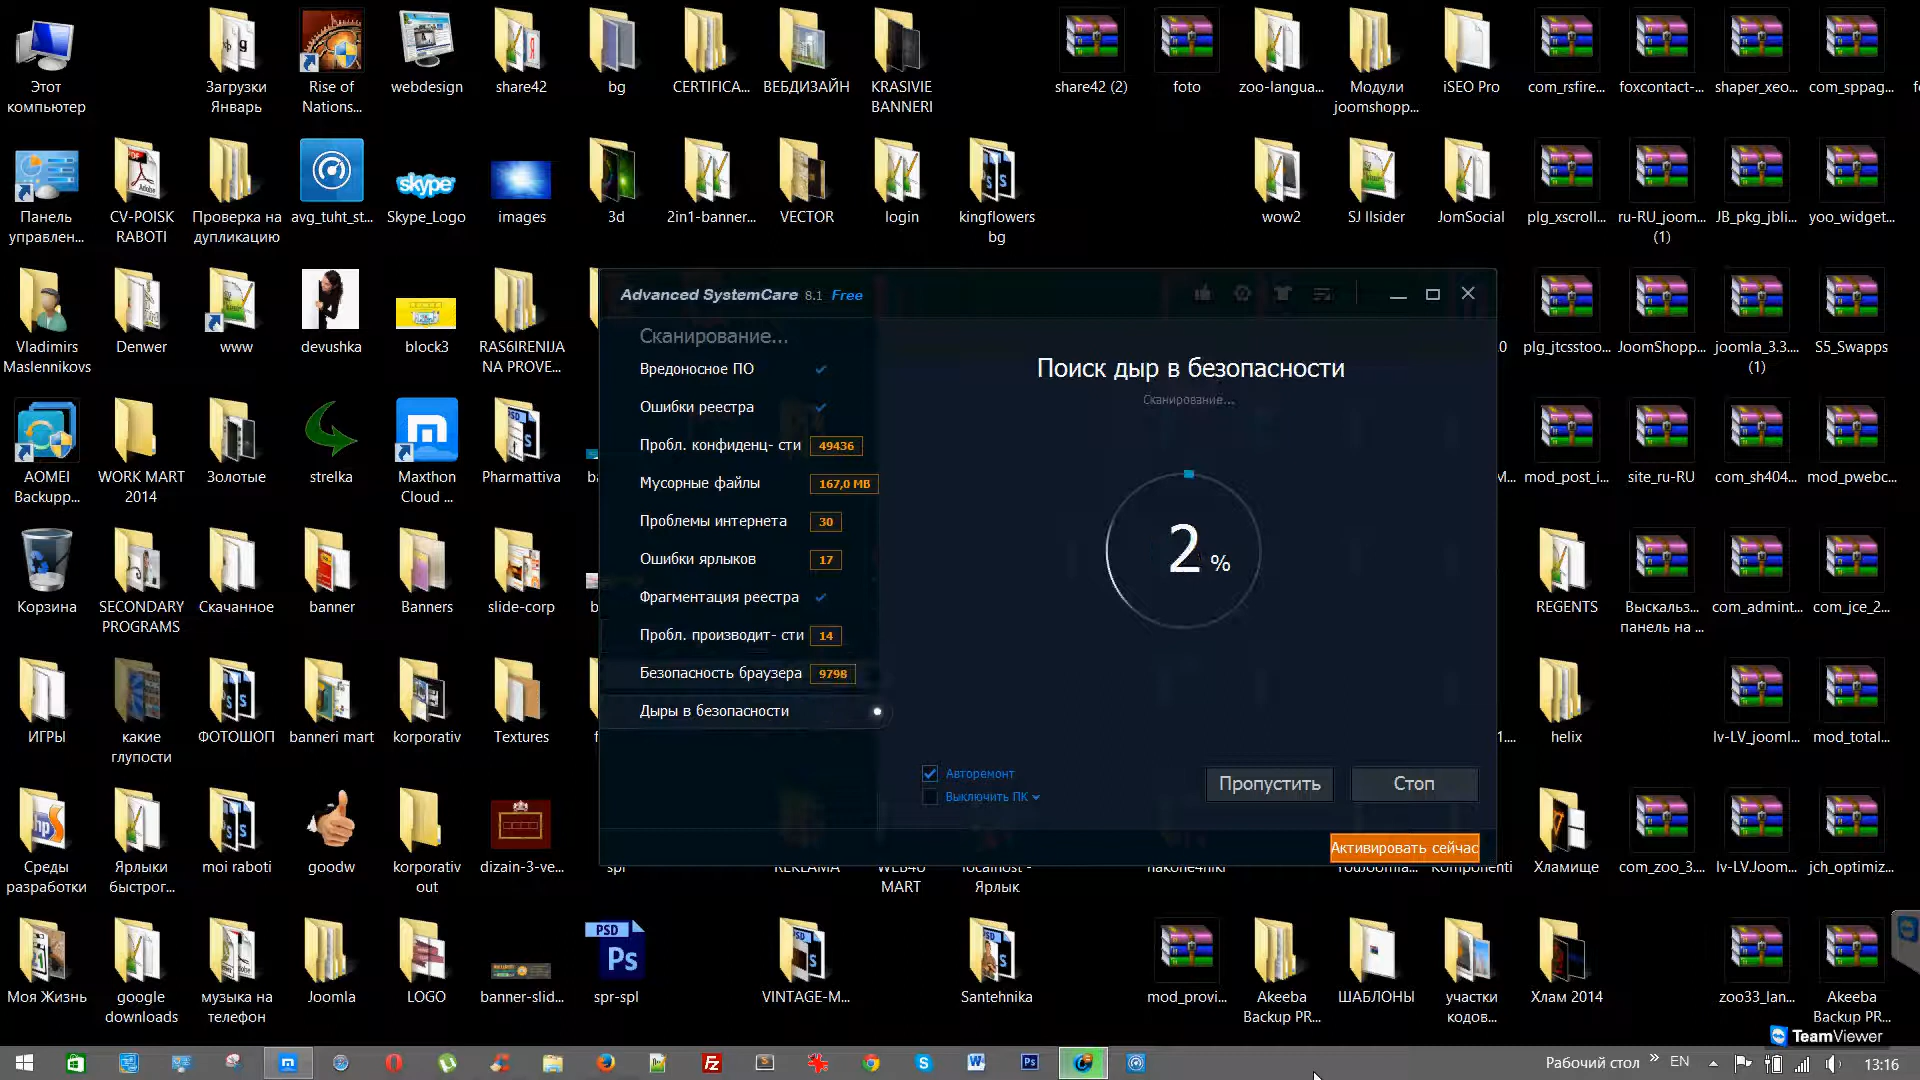 Этот
компьютер
Загрузки
Январь
Rise of
Nations...
webdesign
share42
bg
CERTIFICA...
ВЕБДИЗАЙН
KRASIVIE
BANNERI
share42 (2)
foto
zoo-langua...
Модули
joomshopp...
iSEO Pro
com_rsfire...
foxcontact-...
shaper_xeo...
com_sppag...
Панель
управлен...
CV-POISK
RABOTI
Проверка на
дупликацию
avg_tuht_st...
Skype_Logo
images
3d
2in1-banner...
VECTOR
login
kingflowers
bg
wow2
SJ Ilsider
JomSocial
plg_xscroll...
ru-RU_joom...
(1)
JB_pkg_jbli...
yoo_widget...
Vladimirs
Maslennikovs
Denwer
www
devushka
block3
RAS6IRENIJA
NA PROVE...
plg_jtcsstoo...
JoomShopp...
joomla_3.3....
(1)
S5_Swapps
AOMEI
Backupp...
WORK MART
2014
Золотые
strelka
Maxthon
Cloud ...
Pharmattiva
mod_post_i...
site_ru-RU
com_sh404...
mod_pwebc...
Корзина
SECONDARY
PROGRAMS
Скачанное
banner
Banners
slide-corp
REGENTS
Выскальз...
панель на ...
com_admint...
com_jce_2...
ИГРЫ
какие
глупости
ФОТОШОП
banneri mart
korporativ
Textures
helix
lv-LV_jooml...
mod_total...
Среды
разработки
Ярлыки
быстрог...
moi raboti
goodw
korporativ
out
dizain-3-ve...
spl
REKLAMA
WEB4U
MART
localhost -
Ярлык
nakone4niki
YouJoomla...
Komponenti
Хламище
com_zoo_3....
lv-LV.Joom...
jch_optimiz...
Моя Жизнь
google
downloads
музыка на
телефон
Joomla
LOGO
banner-slid...
spr-spl
VINTAGE-M...
Santehnika
mod_provi...
Akeeba
Backup PR...
ШАБЛОНЫ
участки
кодов...
Хлам 2014
zoo33_lan...
Akeeba
Backup PR...
Advanced SystemCare 8.1 Free
Сканирование...
Вредоносное ПО
Ошибки реестра
Пробл. конфиденц- сти 49436
Мусорные файлы 167,0 MB
Проблемы интернета 30
Ошибки ярлыков 17
Фрагментация реестра
Пробл. производит- сти 14
Безопасность браузера 9798
Дыры в безопасности
Поиск дыр в безопасности
Сканирование...
2 %
Авторемонт
Выключить ПК
Пропустить
Стоп
Активировать сейчас
TeamViewer
Рабочий стол
EN
13:16